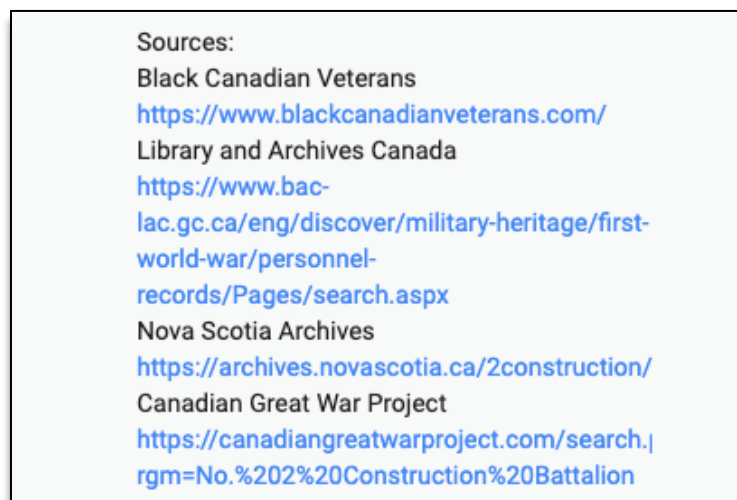 Sources:
Black Canadian Veterans
https://www.blackcanadianveterans.com/
Library and Archives Canada
https://www.bac-
lac.gc.ca/eng/discover/military-heritage/first-
world-war/personnel-
records/Pages/search.aspx
Nova Scotia Archives
https://archives.novascotia.ca/2construction/
Canadian Great War Project
https://canadiangreatwarproject.com/search.
rgm=No.%202%20Construction%20Battalion